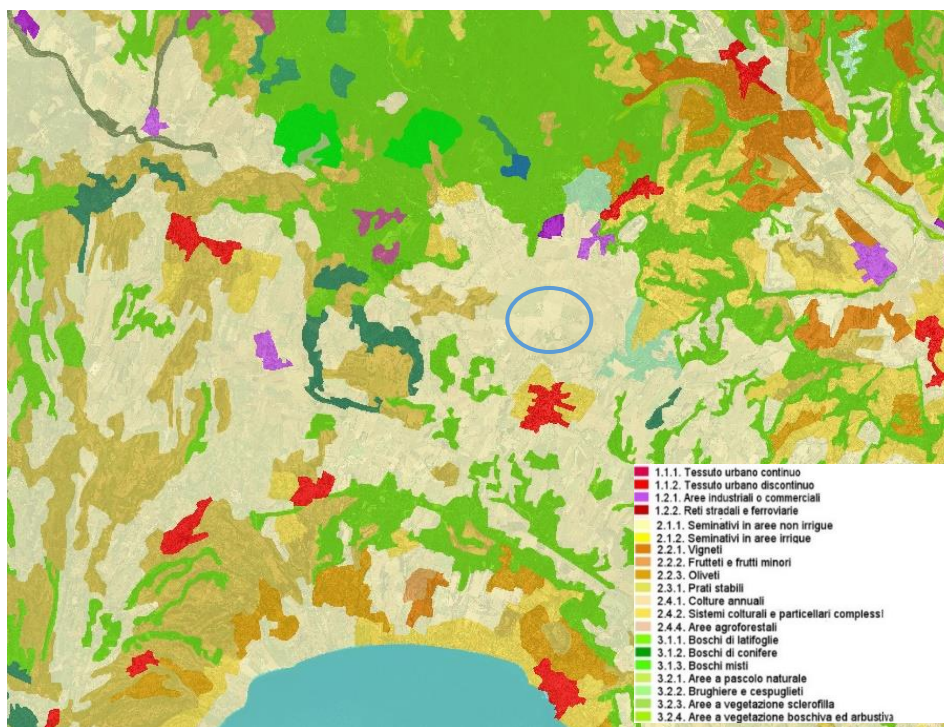 1.1.1. Tessuto urbano continuo
1.1.2. Tessuto urbano discontinuo
1.2.1. Aree industriali o commerciali
1.2.2. Reti stradali e ferroviarie
2.1.1. Seminativi in aree non irrigue
2.1.2. Seminativi in aree irrigue
2.2.1. Vigneti
2.2.2. Frutteti e frutti minori
2.2.3. Oliveti
2.3.1. Prati stabili
2.4.1. Colture annuali
2.4.2. Sistemi colturali e particellari complessi
2.4.4. Aree agroforestali
3.1.1. Boschi di latifoglie
3.1.2. Boschi di conifere
3.1.3. Boschi misti
3.2.1. Aree a pascolo naturale
3.2.2. Brughiere e cespuglieti
3.2.3. Aree a vegetazione sclerofilla
3.2.4. Aree a vegetazione boschiva ed arbustiva